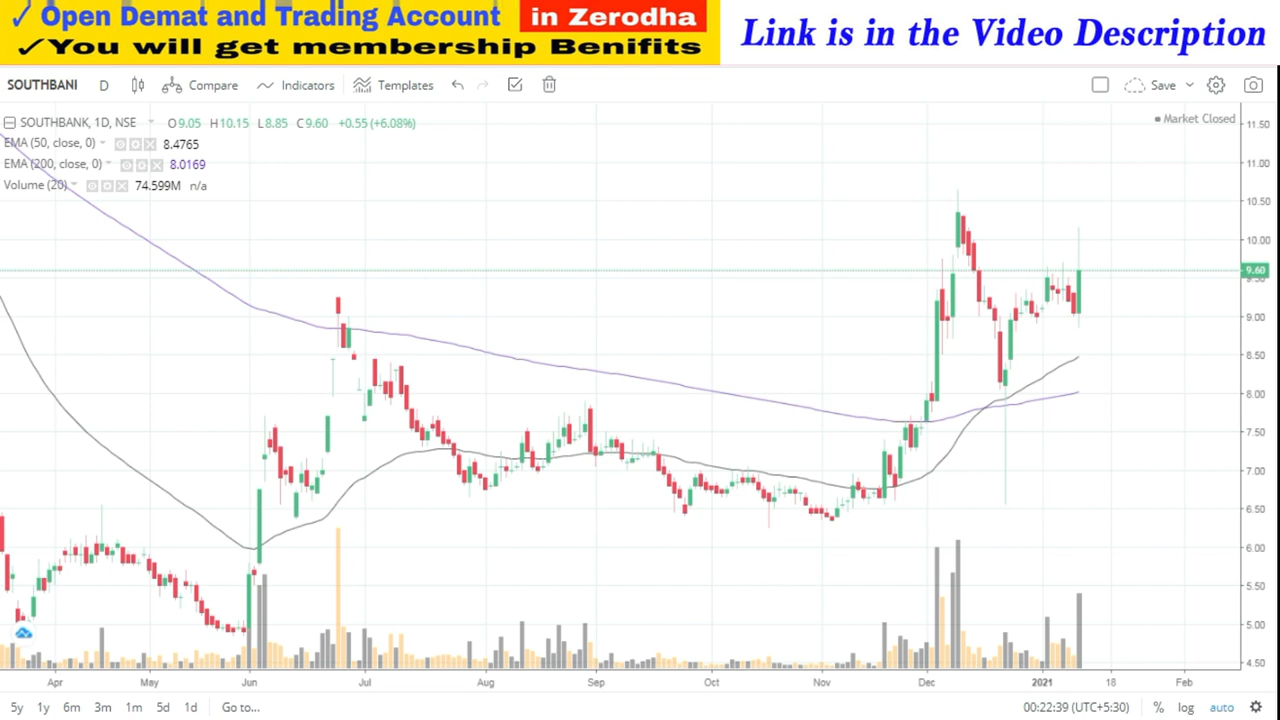 ✓ Open Demat and Trading Account in Zerodha
✓You will get membership Benifits
Link is in the Video Description
SOUTHBANI D Compare Indicators Templates Save
SOUTHBANK, 1D, NSE O9.05 H10.15 L8.85 C9.60 +0.55 (+6.08%)
Market Closed
EMA (50, close, 0) 8.4765
EMA (200, close, 0) 8.0169
Volume (20) 74.599M n/a
11.50
11.00
10.50
10.00
9.60
9.50
9.00
8.50
8.00
7.50
7.00
6.50
6.00
5.50
5.00
4.50
Apr May Jun Jul Aug Sep Oct Nov Dec 2021 18 Feb
5y 1y 6m 3m 1m 5d 1d Go to... 00:22:39 (UTC+5:30) % log auto